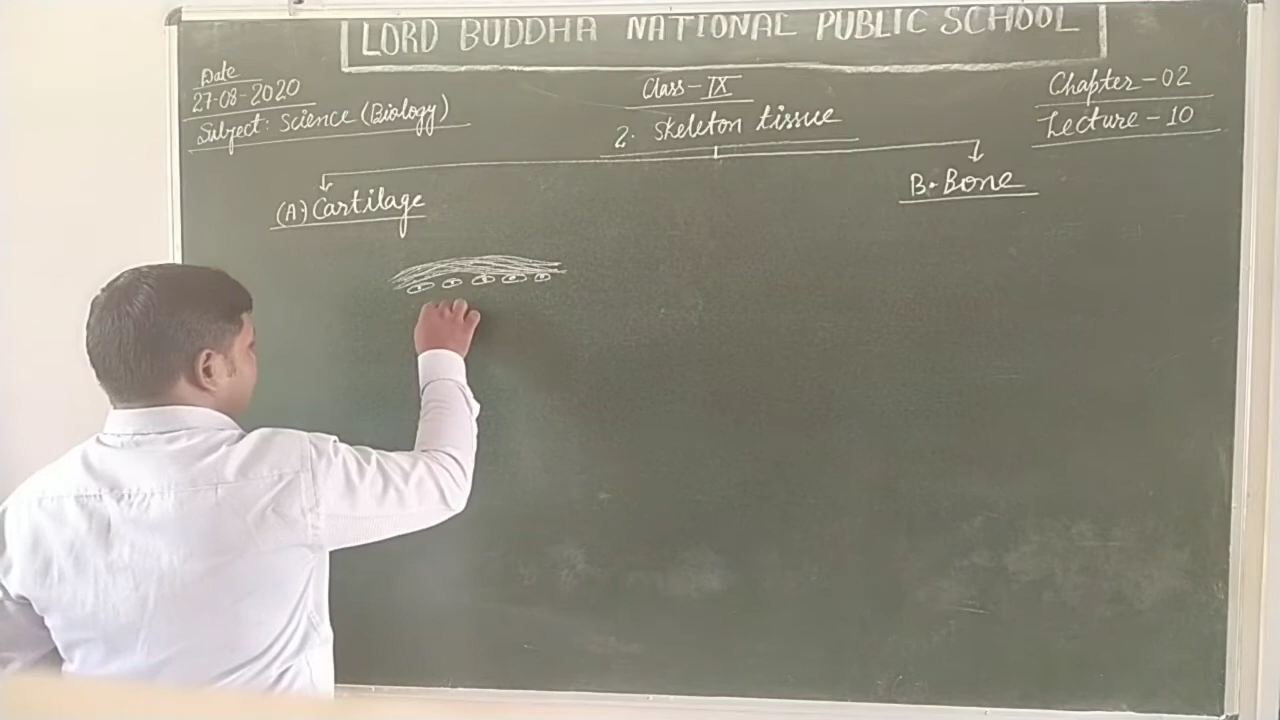 LORD BUDDHA NATIONAL PUBLIC SCHOOL
Date
27-08-2020
Subject: Science (Biology)
Class-IX
2. Skeleton tissue
Chapter-02
Lecture-10
(A) Cartilage
B. Bone